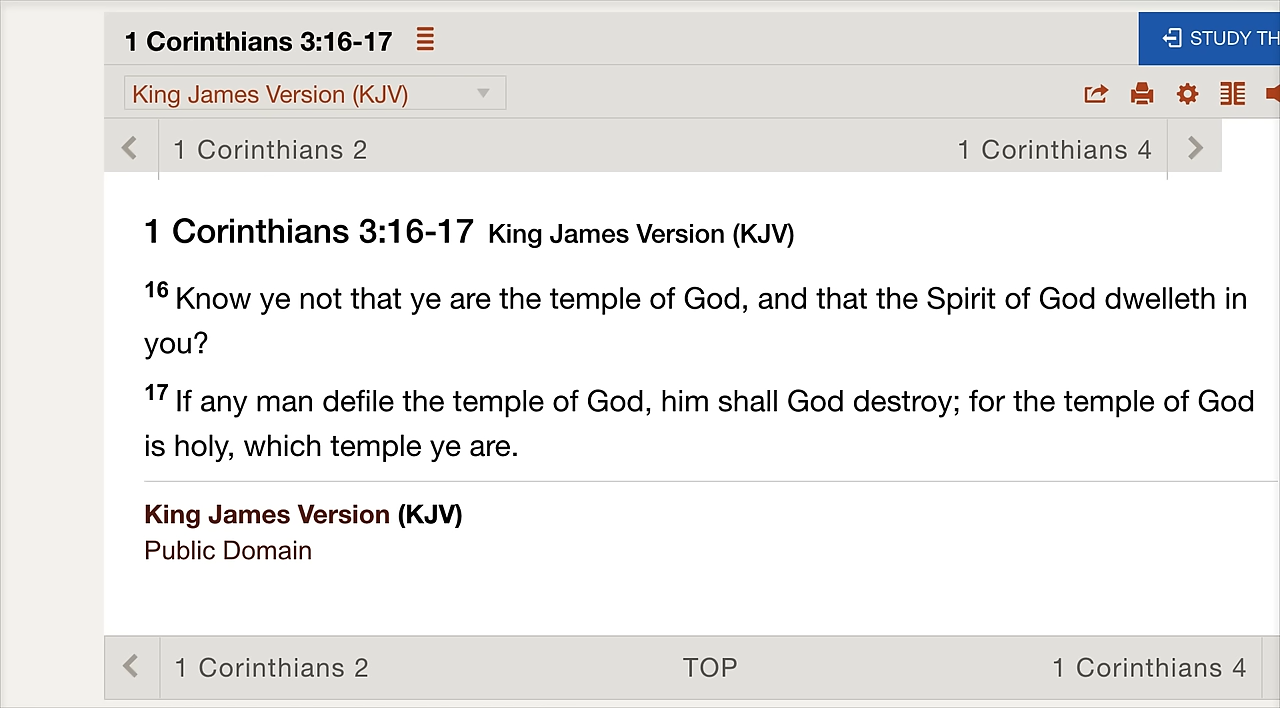 1 Corinthians 3:16-17
STUDY TH
King James Version (KJV)
1 Corinthians 2
1 Corinthians 4
1 Corinthians 3:16-17 King James Version (KJV)
16 Know ye not that ye are the temple of God, and that the Spirit of God dwelleth in
you?
17 If any man defile the temple of God, him shall God destroy; for the temple of God
is holy, which temple ye are.
King James Version (KJV)
Public Domain
1 Corinthians 2
TOP
1 Corinthians 4